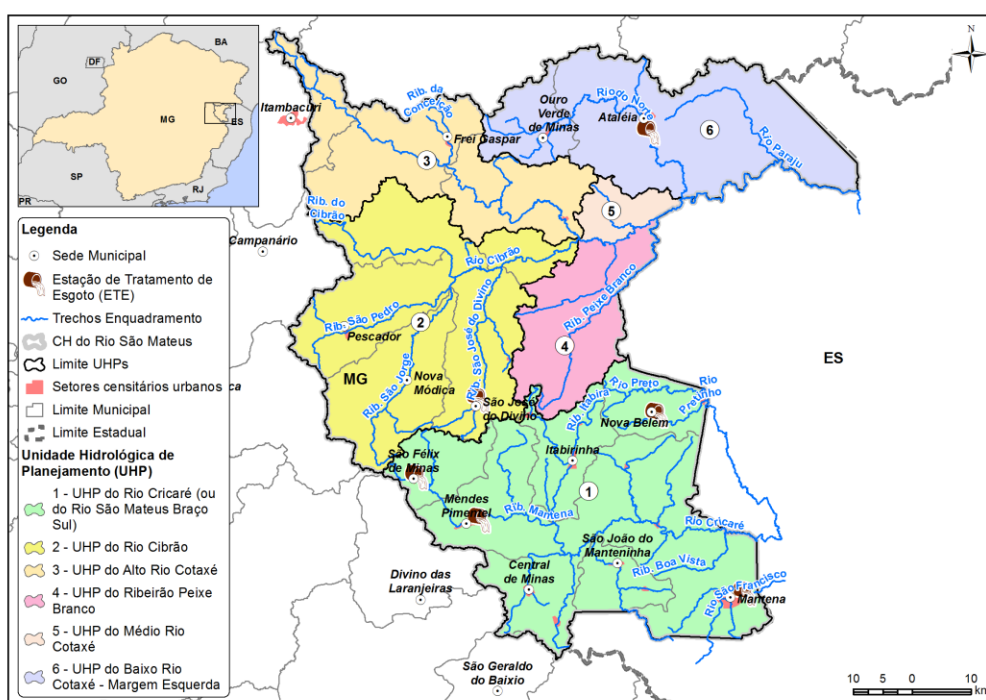 BA
DF
GO
MG
ES
SP
RJ
PR
N
Itambacuri
Rib. da
Conceição
Frei Gaspar
Ouro
Verde
de Minas
Rio do Norte
Ataléia
6
Rio Paraju
3
5
Rib. do
Cibrão
Campanário
Rio Cibrão
Rib. São Pedro
2
Pescador
Rib. São José do Divino
Rib. Peixe Branco
4
MG
ES
Nova
Módica
Rib. São Jorge
São José
do Divino
Rio Preto
Rio
Pretinho
Rib. Itabira
Nova Belém
São Félix
de Minas
Itabirinha
1
Mendes
Pimentel
Rib. Mantena
Rio Cricaré
São João do
Manteninha
Rib. Boa Vista
Central
de Minas
Rio São Francisco
Mantena
Divino das
Laranjeiras
São Geraldo
do Baixio
Legenda
Sede Municipal
Estação de Tratamento de
Esgoto (ETE)
Trechos Enquadramento
CH do Rio São Mateus
Limite UHPs
Setores censitários urbanos
ca
Limite Municipal
Limite Estadual
Unidade Hidrológica de
Planejamento (UHP)
1 - UHP do Rio Cricaré (ou
do Rio São Mateus Braço
Sul)
2 - UHP do Rio Cibrão
3 - UHP do Alto Rio Cotaxé
4 - UHP do Ribeirão Peixe
Branco
5 - UHP do Médio Rio
Cotaxé
6 - UHP do Baixo Rio
Cotaxé - Margem Esquerda
10 5 0 10
km